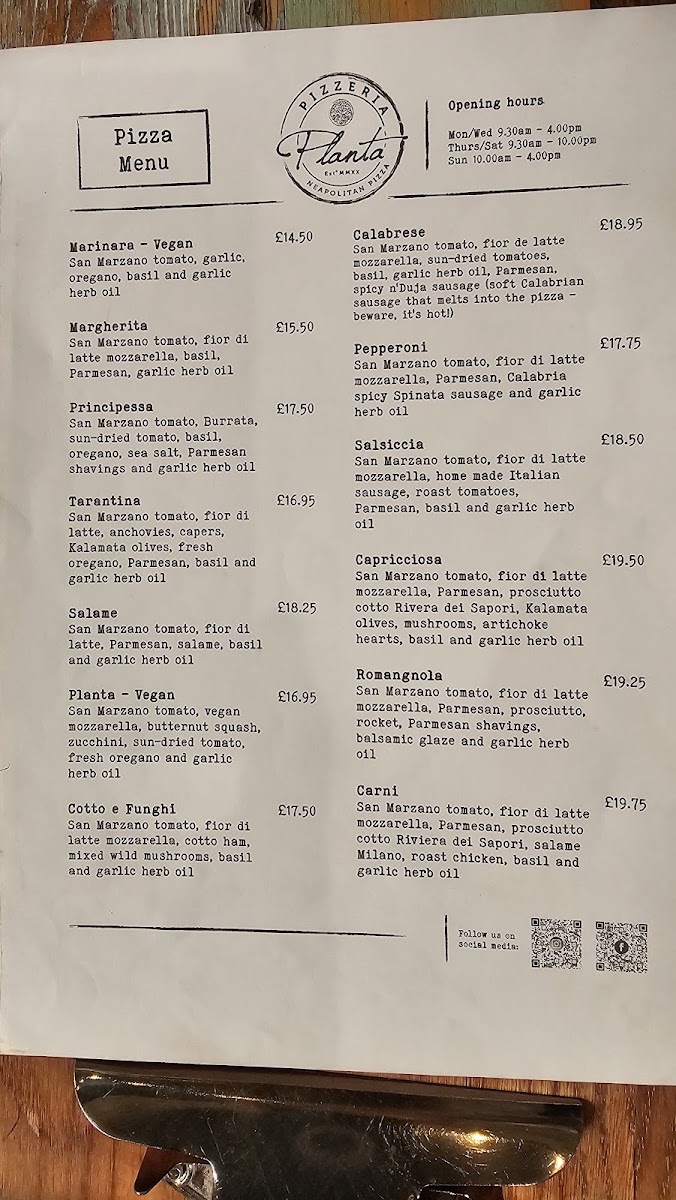 Pizza
Menu
PIZZERIA
Planta
Estd MMXX
NEAPOLITAN PIZZA
Opening hours
Mon/Wed 9.30am - 4.00pm
Thurs/Sat 9.30am - 10.00pm
Sun 10.00am - 4.00pm
Marinara - Vegan £14.50
San Marzano tomato, garlic,
oregano, basil and garlic
herb oil
Margherita £15.50
San Marzano tomato, fior di
latte mozzarella, basil,
Parmesan, garlic herb oil
Principessa £17.50
San Marzano tomato, Burrata,
sun-dried tomato, basil,
oregano, sea salt, Parmesan
shavings and garlic herb oil
Tarantina £16.95
San Marzano tomato, fior di
latte, anchovies, capers,
Kalamata olives, fresh
oregano, Parmesan, basil and
garlic herb oil
Salame £18.25
San Marzano tomato, fior di
latte, Parmesan, salame, basil
and garlic herb oil
Planta - Vegan £16.95
San Marzano tomato, vegan
mozzarella, butternut squash,
zucchini, sun-dried tomato,
fresh oregano and garlic
herb oil
Cotto e Funghi £17.50
San Marzano tomato, fior di
latte mozzarella, cotto ham,
mixed wild mushrooms, basil
and garlic herb oil
Calabrese £18.95
San Marzano tomato, fior de latte
mozzarella, sun-dried tomatoes,
basil, garlic herb oil, Parmesan,
spicy n'Duja sausage (soft Calabrian
sausage that melts into the pizza -
beware, it's hot!)
Pepperoni £17.75
San Marzano tomato, fior di latte
mozzarella, Parmesan, Calabria
spicy Spinata sausage and garlic
herb oil
Salsiccia £18.50
San Marzano tomato, fior di latte
mozzarella, home made Italian
sausage, roast tomatoes,
Parmesan, basil and garlic herb
oil
Capricciosa £19.50
San Marzano tomato, fior di latte
mozzarella, Parmesan, prosciutto
cotto Rivera dei Sapori, Kalamata
olives, mushrooms, artichoke
hearts, basil and garlic herb oil
Romangnola £19.25
San Marzano tomato, fior di latte
mozzarella, Parmesan, prosciutto,
rocket, Parmesan shavings,
balsamic glaze and garlic herb
oil
Carni £19.75
San Marzano tomato, fior di latte
mozzarella, Parmesan, prosciutto
cotto Riviera dei Sapori, salame
Milano, roast chicken, basil and
garlic herb oil
Follow us on
social media: